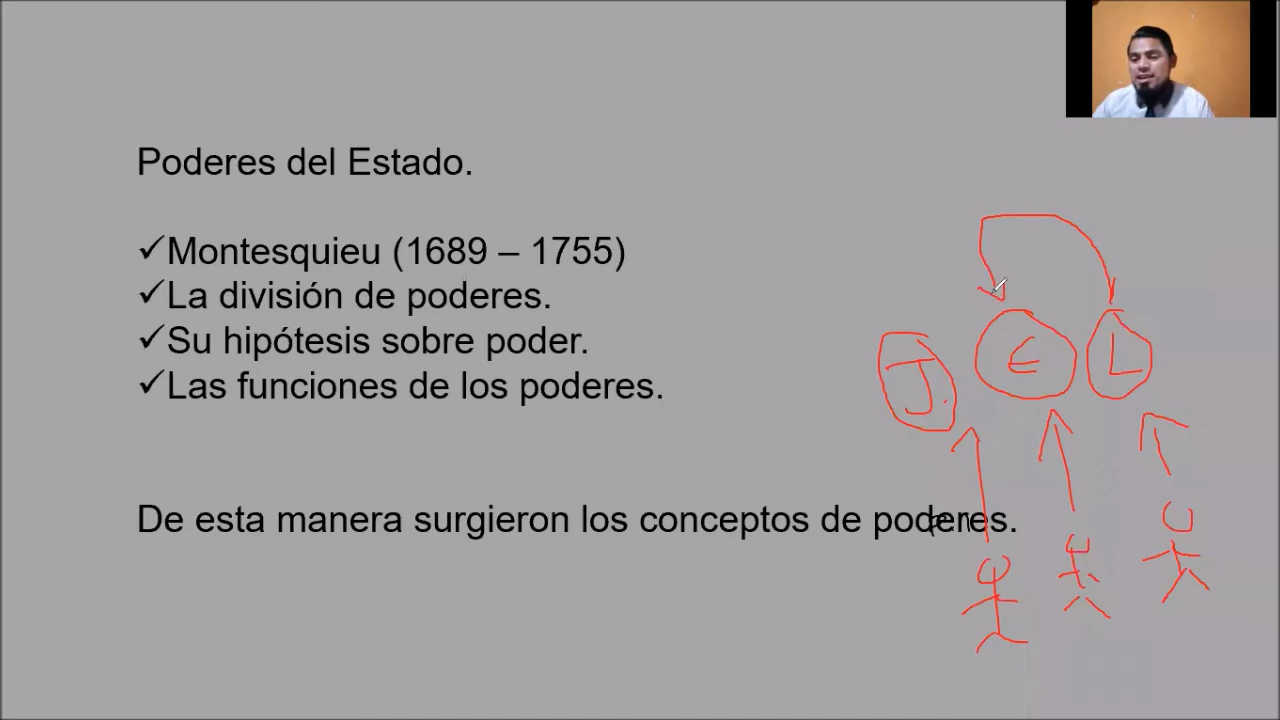 Poderes del Estado.
✓Montesquieu (1689 – 1755)
✓La división de poderes.
✓Su hipótesis sobre poder.
✓Las funciones de los poderes.
J. E L
De esta manera surgieron los conceptos de poderes.